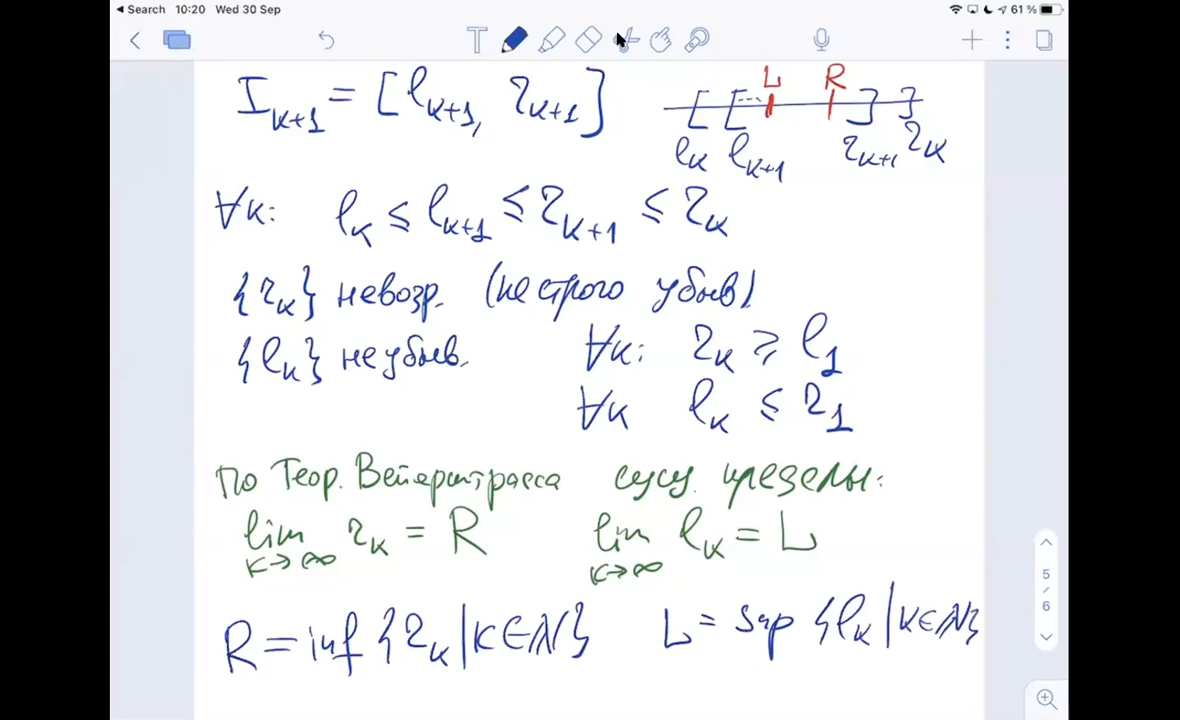 Search 10:20 Wed 30 Sep 61 %
I_{k+1} = [l_{k+1}, r_{k+1}]
L R
l_k l_{k+1} r_{k+1} r_k
∀k: l_k ≤ l_{k+1} ≤ r_{k+1} ≤ r_k
{r_k} невозр. (нестрого убыв)
{l_k} неубыв. ∀k: r_k ≥ l_1
∀k l_k ≤ r_1
По Теор. Вейерштрасса сущ. пределы:
lim_{k→∞} r_k = R lim_{k→∞} l_k = L
R = inf {r_k | k∈N} L = sup {l_k | k∈N}
5
/
6